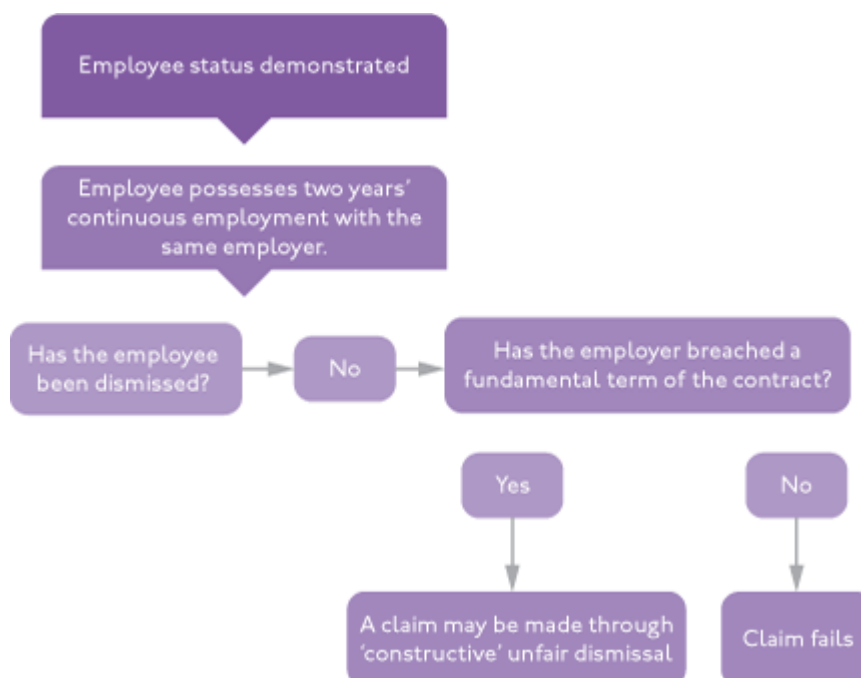 Employee status demonstrated
Employee possesses two years’
continuous employment with the
same employer.
Has the employee
been dismissed?
No
Has the employer breached a
fundamental term of the contract?
Yes
No
A claim may be made through
‘constructive’ unfair dismissal
Claim fails